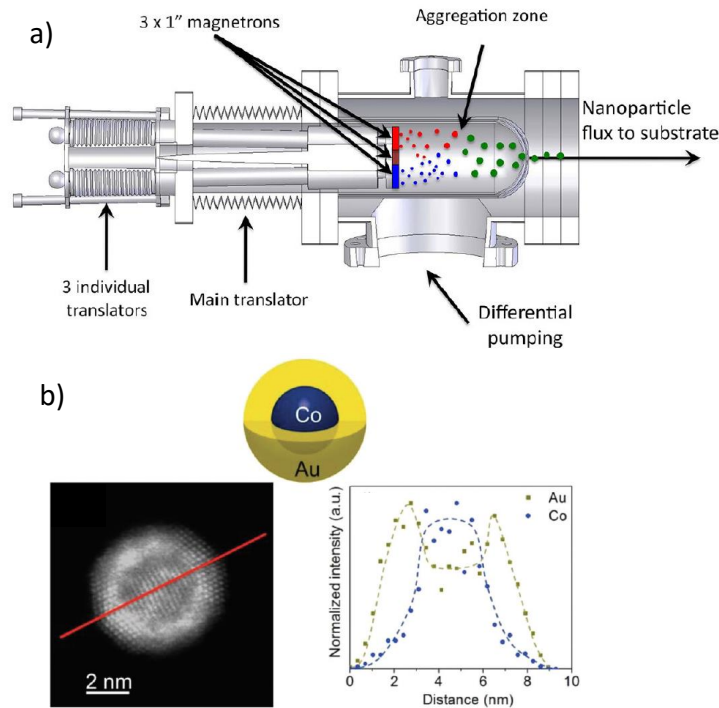 a)
3 x 1” magnetrons
Aggregation zone
Nanoparticle
flux to substrate
3 individual
translators
Main translator
Differential
pumping
b)
Co
Au
2 nm
Normalized intensity (a.u.)
Au
Co
0 2 4 6 8 10
Distance (nm)